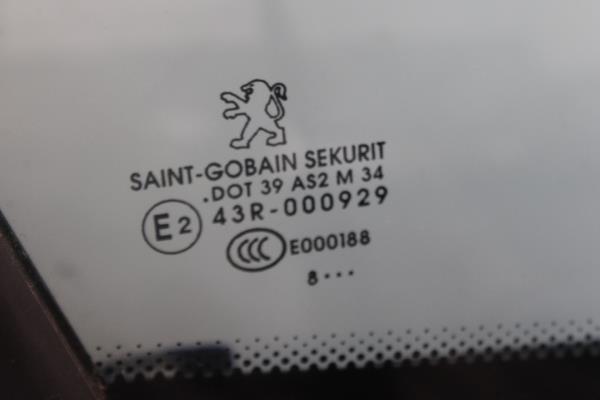 SAINT-GOBAIN SEKURIT
.DOT 39 AS2 M 34
E2 43R-000929
CCC E000188
8...